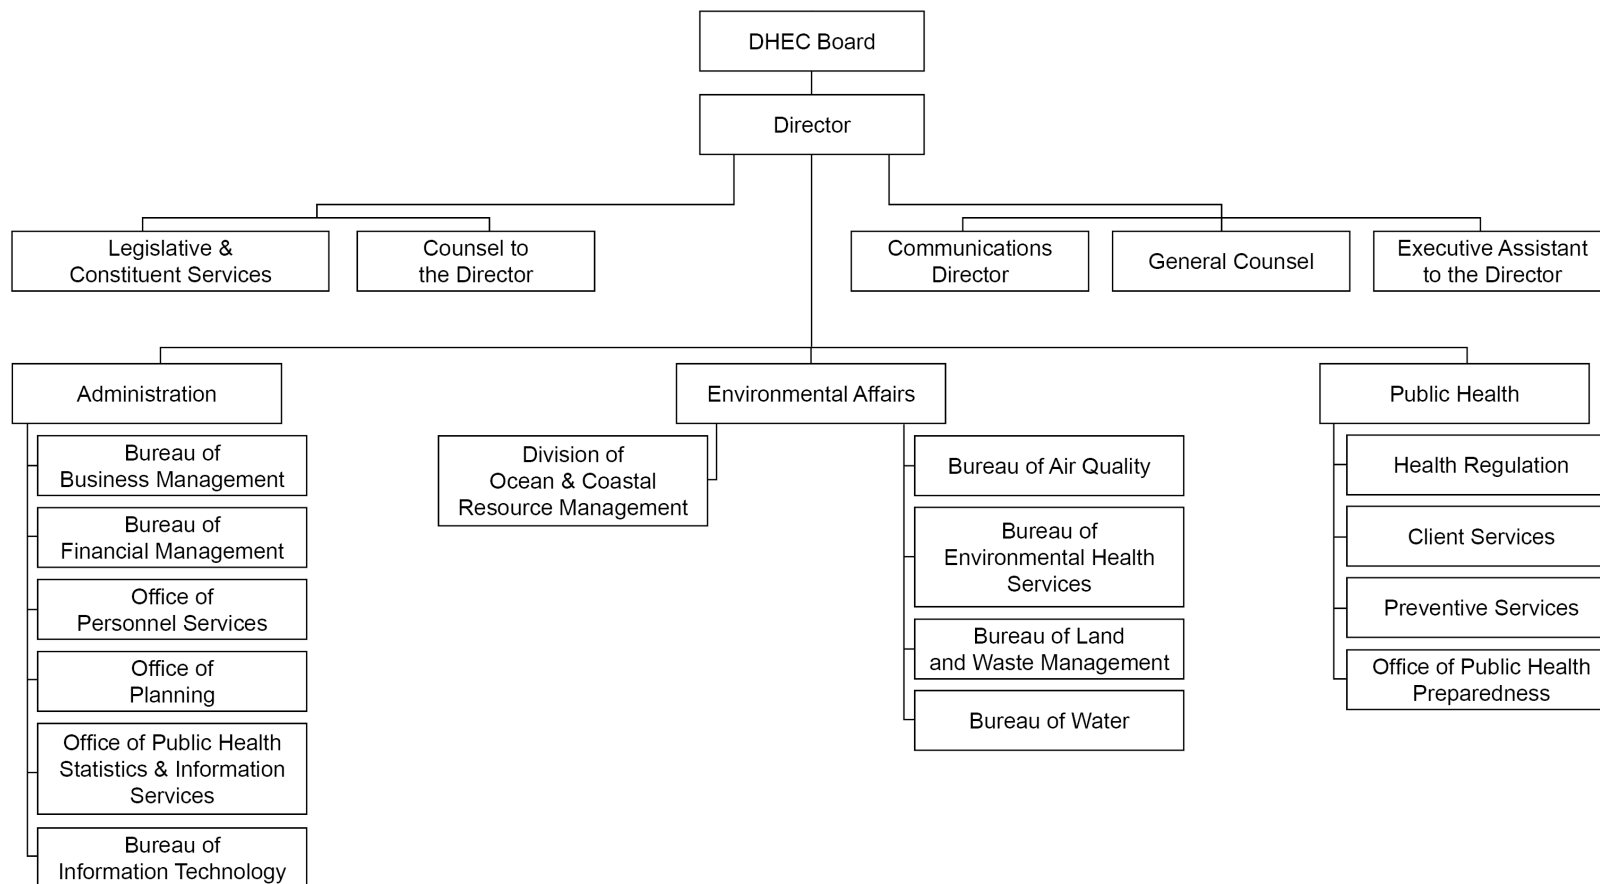 DHEC Board
Director
Legislative &
Constituent Services
Counsel to
the Director
Communications
Director
General Counsel
Executive Assistant
to the Director
Administration
Bureau of
Business Management
Bureau of
Financial Management
Office of
Personnel Services
Office of
Planning
Office of Public Health
Statistics & Information
Services
Bureau of
Information Technology
Environmental Affairs
Division of
Ocean & Coastal
Resource Management
Bureau of Air Quality
Bureau of
Environmental Health
Services
Bureau of Land
and Waste Management
Bureau of Water
Public Health
Health Regulation
Client Services
Preventive Services
Office of Public Health
Preparedness